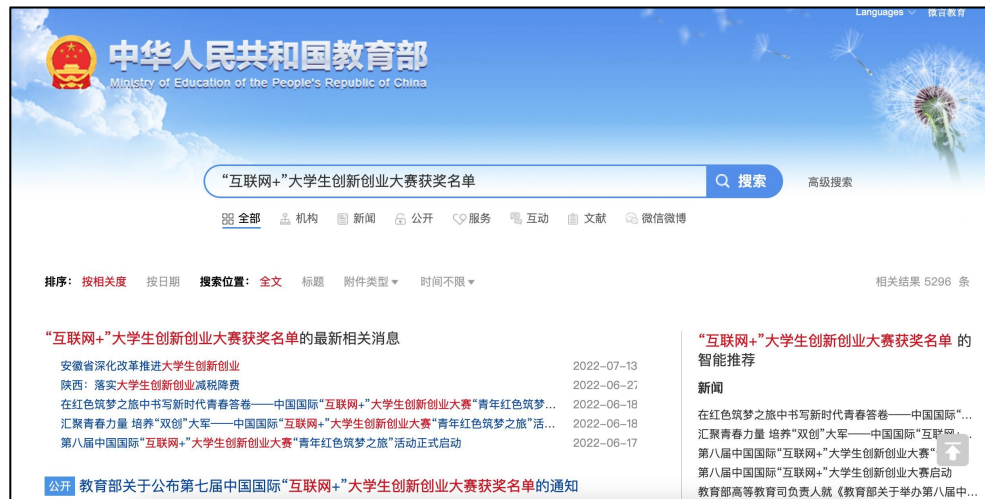 Languages 微言教育
中华人民共和国教育部
Ministry of Education of the People's Republic of China
“互联网+”大学生创新创业大赛获奖名单 搜索 高级搜索
全部 机构 新闻 公开 服务 互动 文献 微信微博
排序: 按相关度 按日期 搜索位置: 全文 标题 附件类型 时间不限 相关结果 5296 条
“互联网+”大学生创新创业大赛获奖名单的最新相关消息
安徽省深化改革推进大学生创新创业 2022-07-13
陕西：落实大学生创新创业减税降费 2022-06-27
在红色筑梦之旅中书写新时代青春答卷——中国国际“互联网+”大学生创新创业大赛“青年红色筑梦... 2022-06-18
汇聚青春力量 培养“双创”大军——中国国际“互联网+”大学生创新创业大赛“青年红色筑梦之旅”活... 2022-06-18
第八届中国国际“互联网+”大学生创新创业大赛“青年红色筑梦之旅”活动正式启动 2022-06-17
公开 教育部关于公布第七届中国国际“互联网+”大学生创新创业大赛获奖名单的通知
“互联网+”大学生创新创业大赛获奖名单 的
智能推荐
新闻
在红色筑梦之旅中书写新时代青春答卷——中国国际“...
汇聚青春力量 培养“双创”大军——中国国际“互联网+...
第八届中国国际“互联网+”大学生创新创业大赛“
第八届中国国际“互联网+”大学生创新创业大赛启动
教育部高等教育司负责人就《教育部关于举办第八届中...